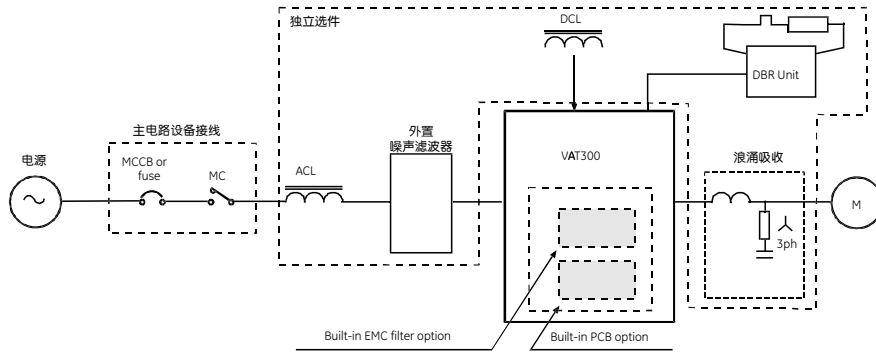 独立选件
DCL
DBR Unit
主电路设备接线
外置
噪声滤波器
电源
MCCB or
fuse
MC
ACL
VAT300
浪涌吸收
M
3ph
Built-in EMC filter option
Built-in PCB option